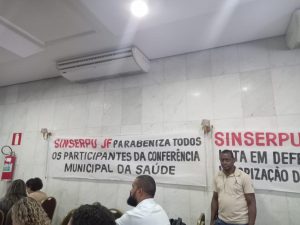 SINSERPU JF PARABENIZA TODOS
OS PARTICIPANTES DA CONFERÊNCIA
MUNICIPAL DA SAÚDE
SINSERPU
EM DEFE